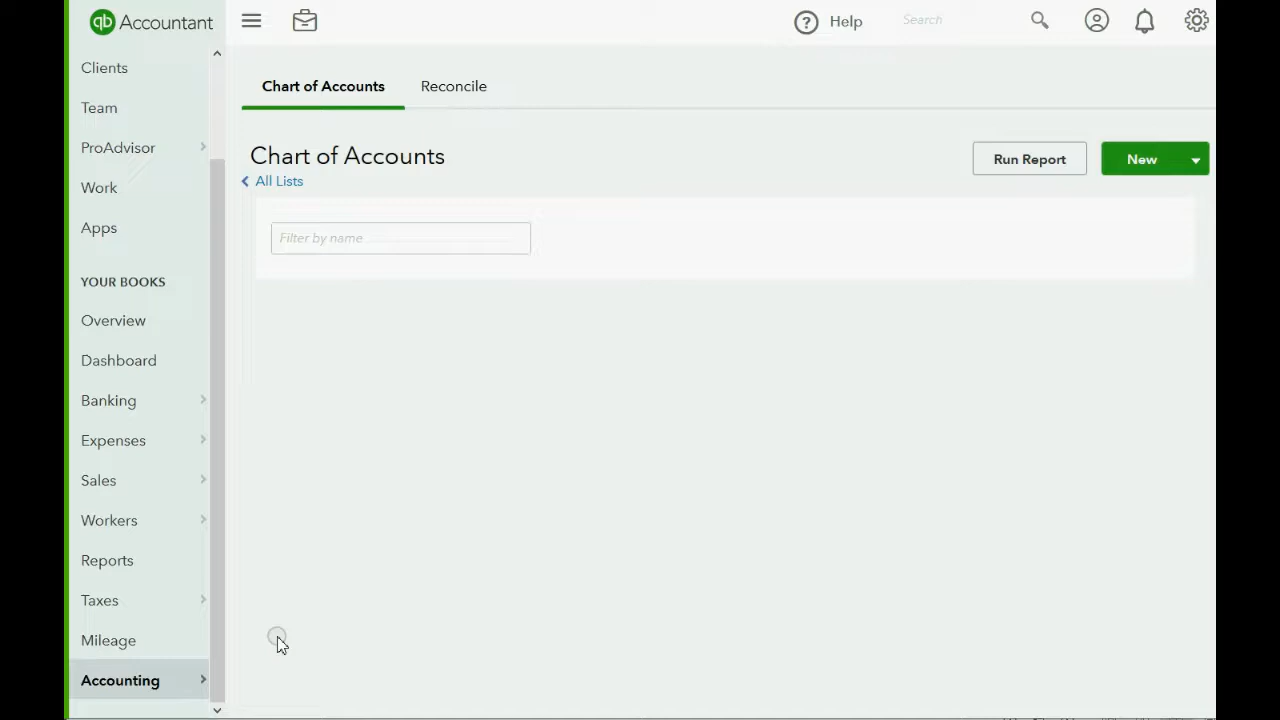 qb Accountant
Help
Search
Clients
Team
ProAdvisor
Work
Apps
YOUR BOOKS
Overview
Dashboard
Banking
Expenses
Sales
Workers
Reports
Taxes
Mileage
Accounting
Chart of Accounts
Reconcile
Chart of Accounts
All Lists
Run Report
New
Filter by name